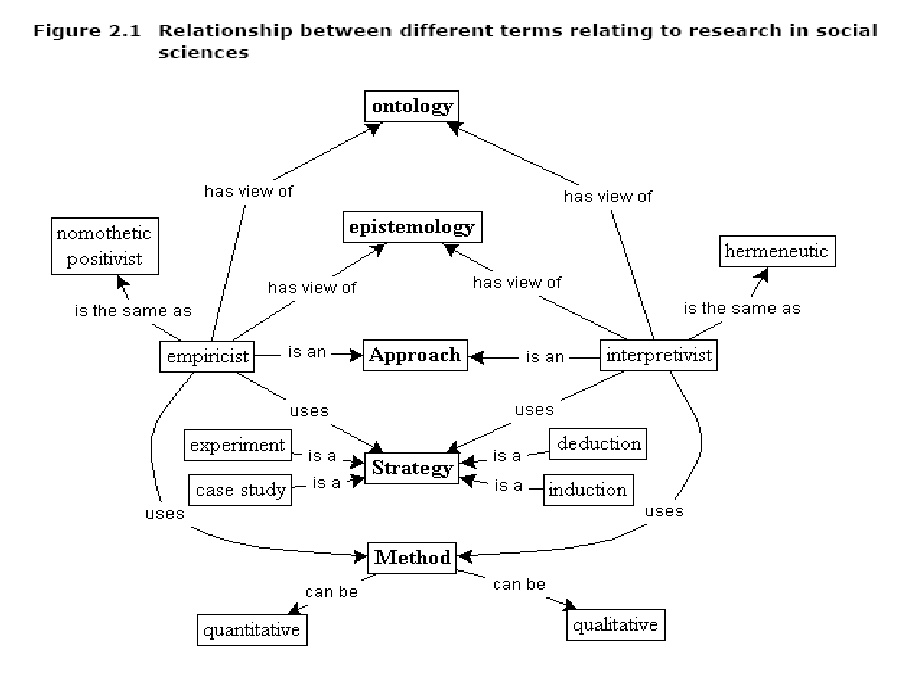 Figure 2.1 Relationship between different terms relating to research in social
sciences
ontology
has view of
has view of
nomothetic
positivist
epistemology
hermeneutic
has view of
has view of
is the same as
is the same as
empiricist
is an
Approach
is an
interpretivist
uses
uses
experiment
is a
Strategy
is a
deduction
case study
is a
is a
induction
uses
uses
Method
can be
can be
quantitative
qualitative